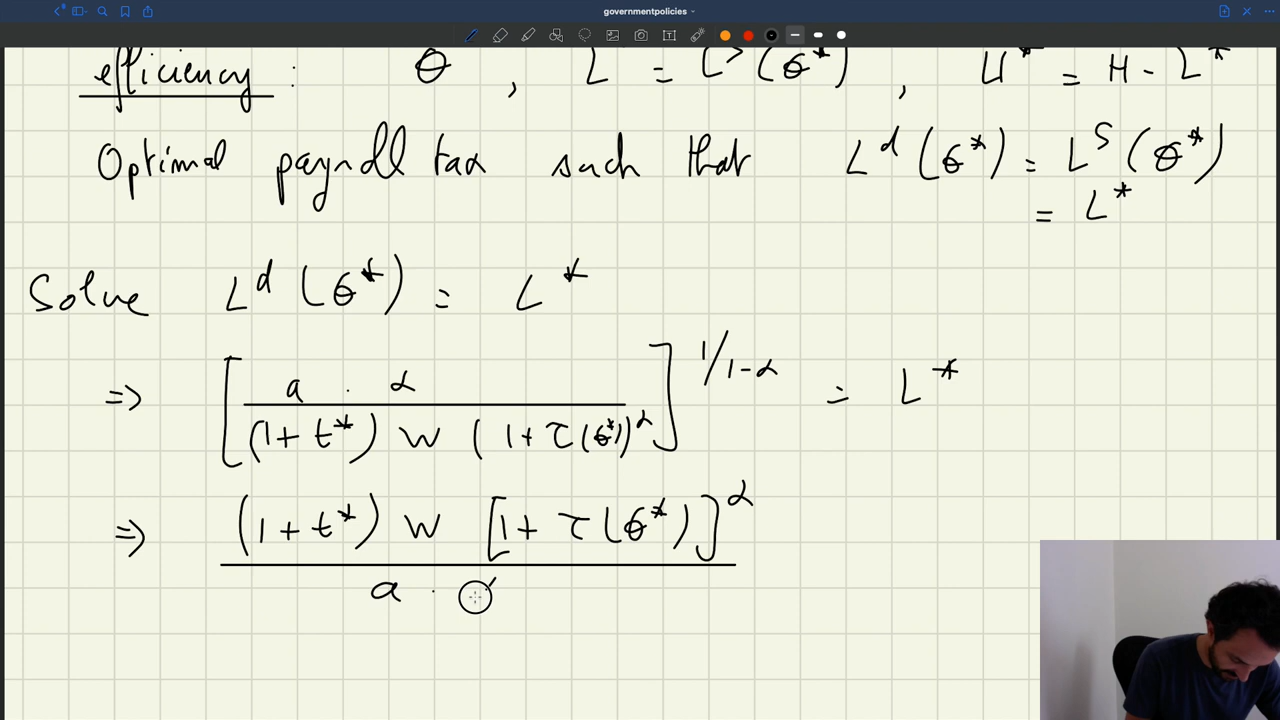 governmentpolicies
efficiency : θ , L = L^s(θ*) , U* = H - L*
Optimal payroll tax such that L^d(θ*) = L^s(θ*)
= L*
Solve L^d(θ*) = L*
=> [a · α / (1 + t*) w (1 + τ(θ*))^α]^1/1-α = L*
=> (1 + t*) w [1 + τ(θ*)]^α
a · α